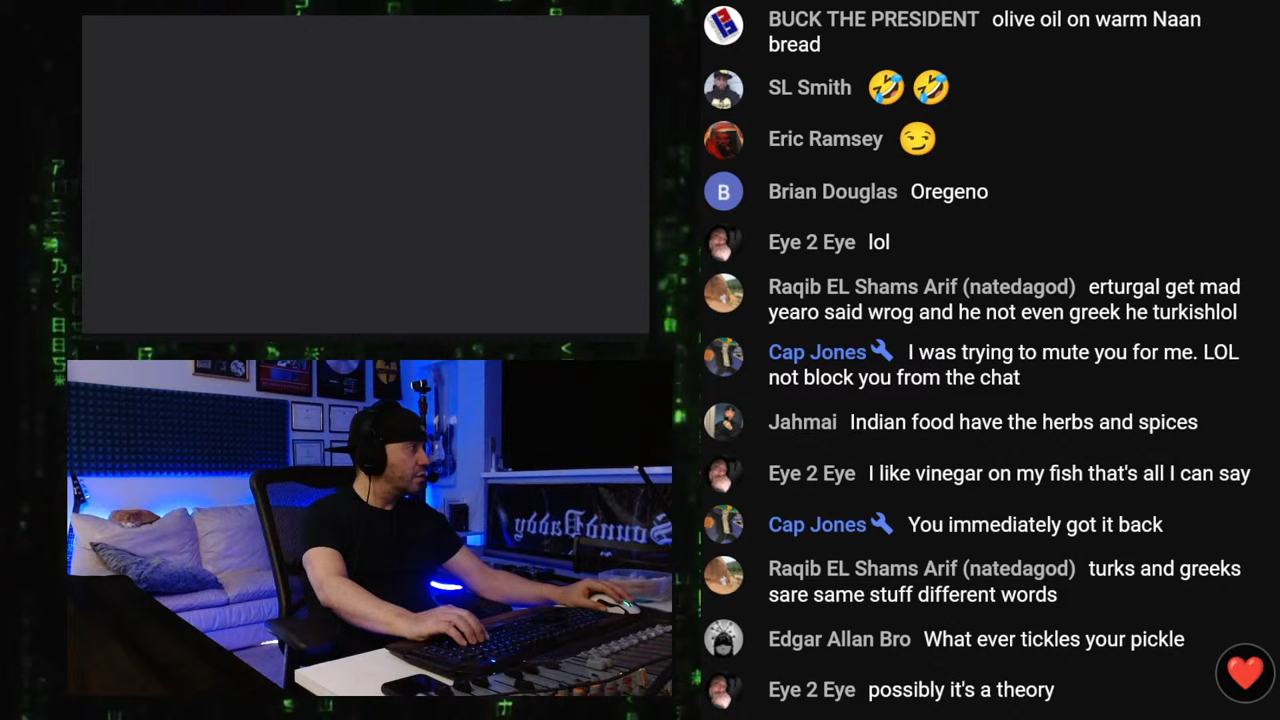 BUCK THE PRESIDENT olive oil on warm Naan
bread
SL Smith 🤣 🤣
Eric Ramsey 😏
B Brian Douglas Oregeno
Eye 2 Eye lol
Raqib EL Shams Arif (natedagod) erturgal get mad
yearo said wrog and he not even greek he turkishlol
Cap Jones I was trying to mute you for me. LOL
not block you from the chat
Jahmai Indian food have the herbs and spices
Eye 2 Eye I like vinegar on my fish that's all I can say
Cap Jones You immediately got it back
Raqib EL Shams Arif (natedagod) turks and greeks
sare same stuff different words
Edgar Allan Bro What ever tickles your pickle
Eye 2 Eye possibly it's a theory
SoundDaddy